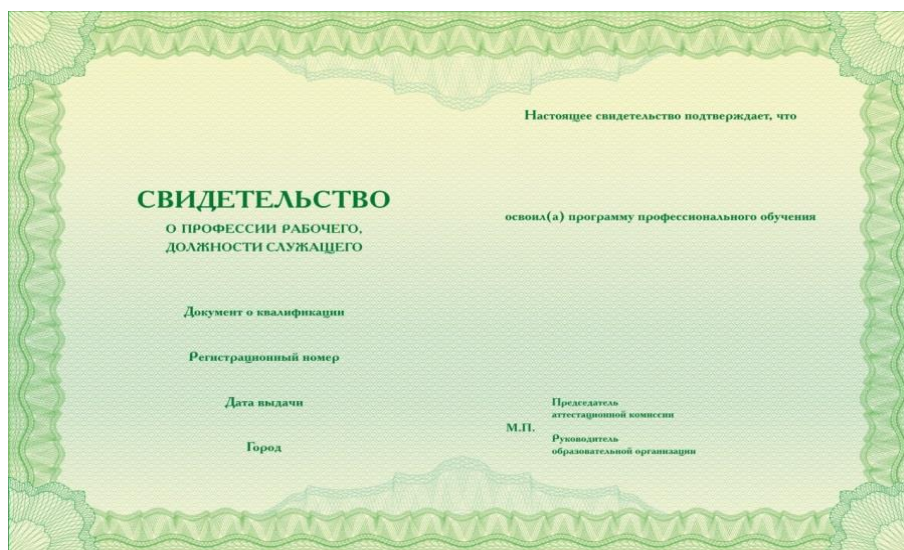 СВИДЕТЕЛЬСТВО
О ПРОФЕССИИ РАБОЧЕГО,
ДОЛЖНОСТИ СЛУЖАЩЕГО
Документ о квалификации
Регистрационный номер
Дата выдачи
Город
Настоящее свидетельство подтверждает, что
освоил(а) программу профессионального обучения
М.П.
Председатель
аттестационной комиссии
Руководитель
образовательной организации